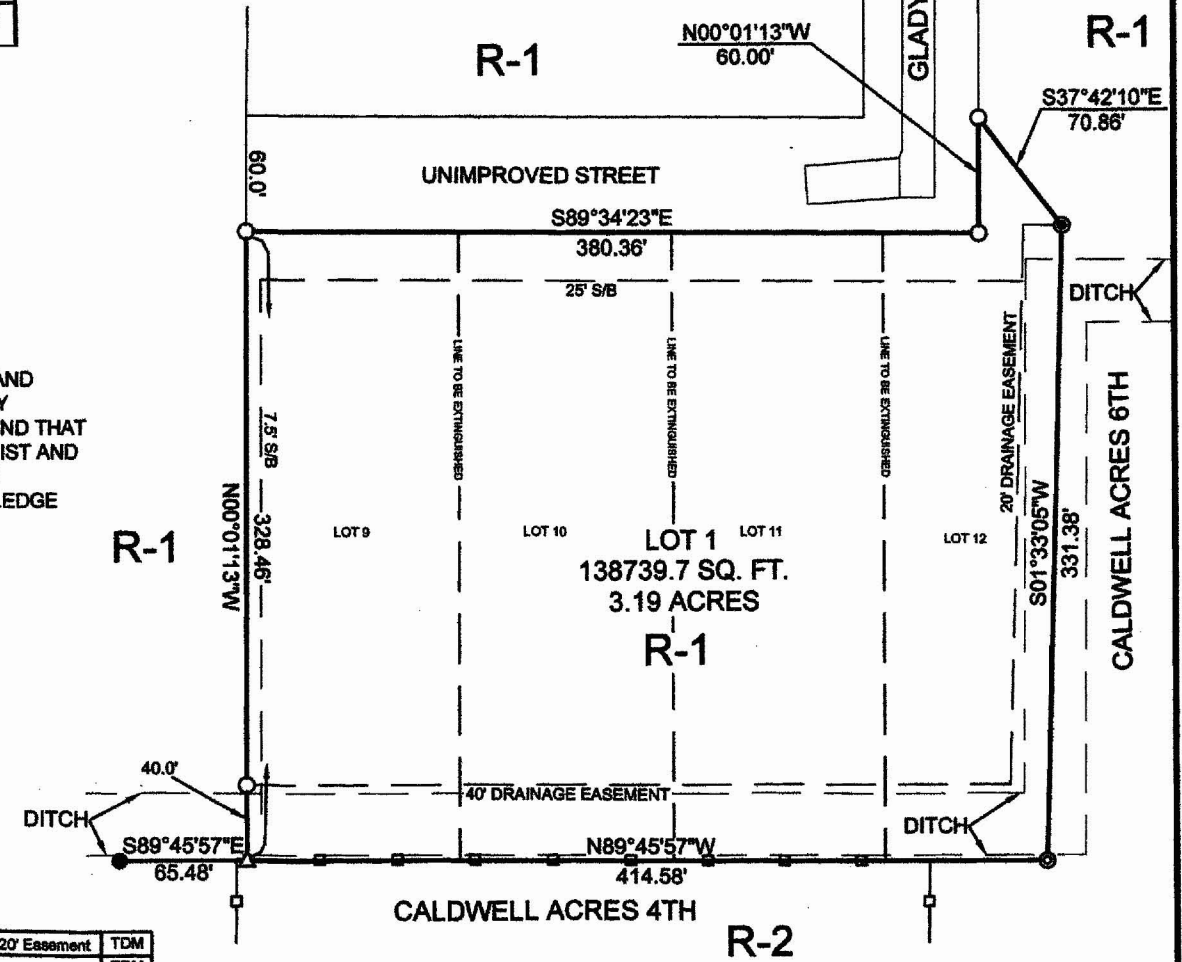 R-1
N00°01'13"W
60.00'
GLADY
R-1
S37°42'10"E
70.86'
60.0'
UNIMPROVED STREET
S89°34'23"E
380.36'
25' S/B
DITCH
LINE TO BE EXTINGUISHED
LINE TO BE EXTINGUISHED
LINE TO BE EXTINGUISHED
20' DRAINAGE EASEMENT
CALDWELL ACRES 6TH
AND
Y
ND THAT
IST AND
LEDGE
7.5' S/B
N00°01'13"W
328.46'
R-1
LOT 9
LOT 10
LOT 11
LOT 12
LOT 1
138739.7 SQ. FT.
3.19 ACRES
R-1
S01°33'05"W
331.38'
40.0'
40' DRAINAGE EASEMENT
DITCH
DITCH
S89°45'57"E
65.48'
N89°45'57"W
414.58'
CALDWELL ACRES 4TH
R-2
20' Easement TDM